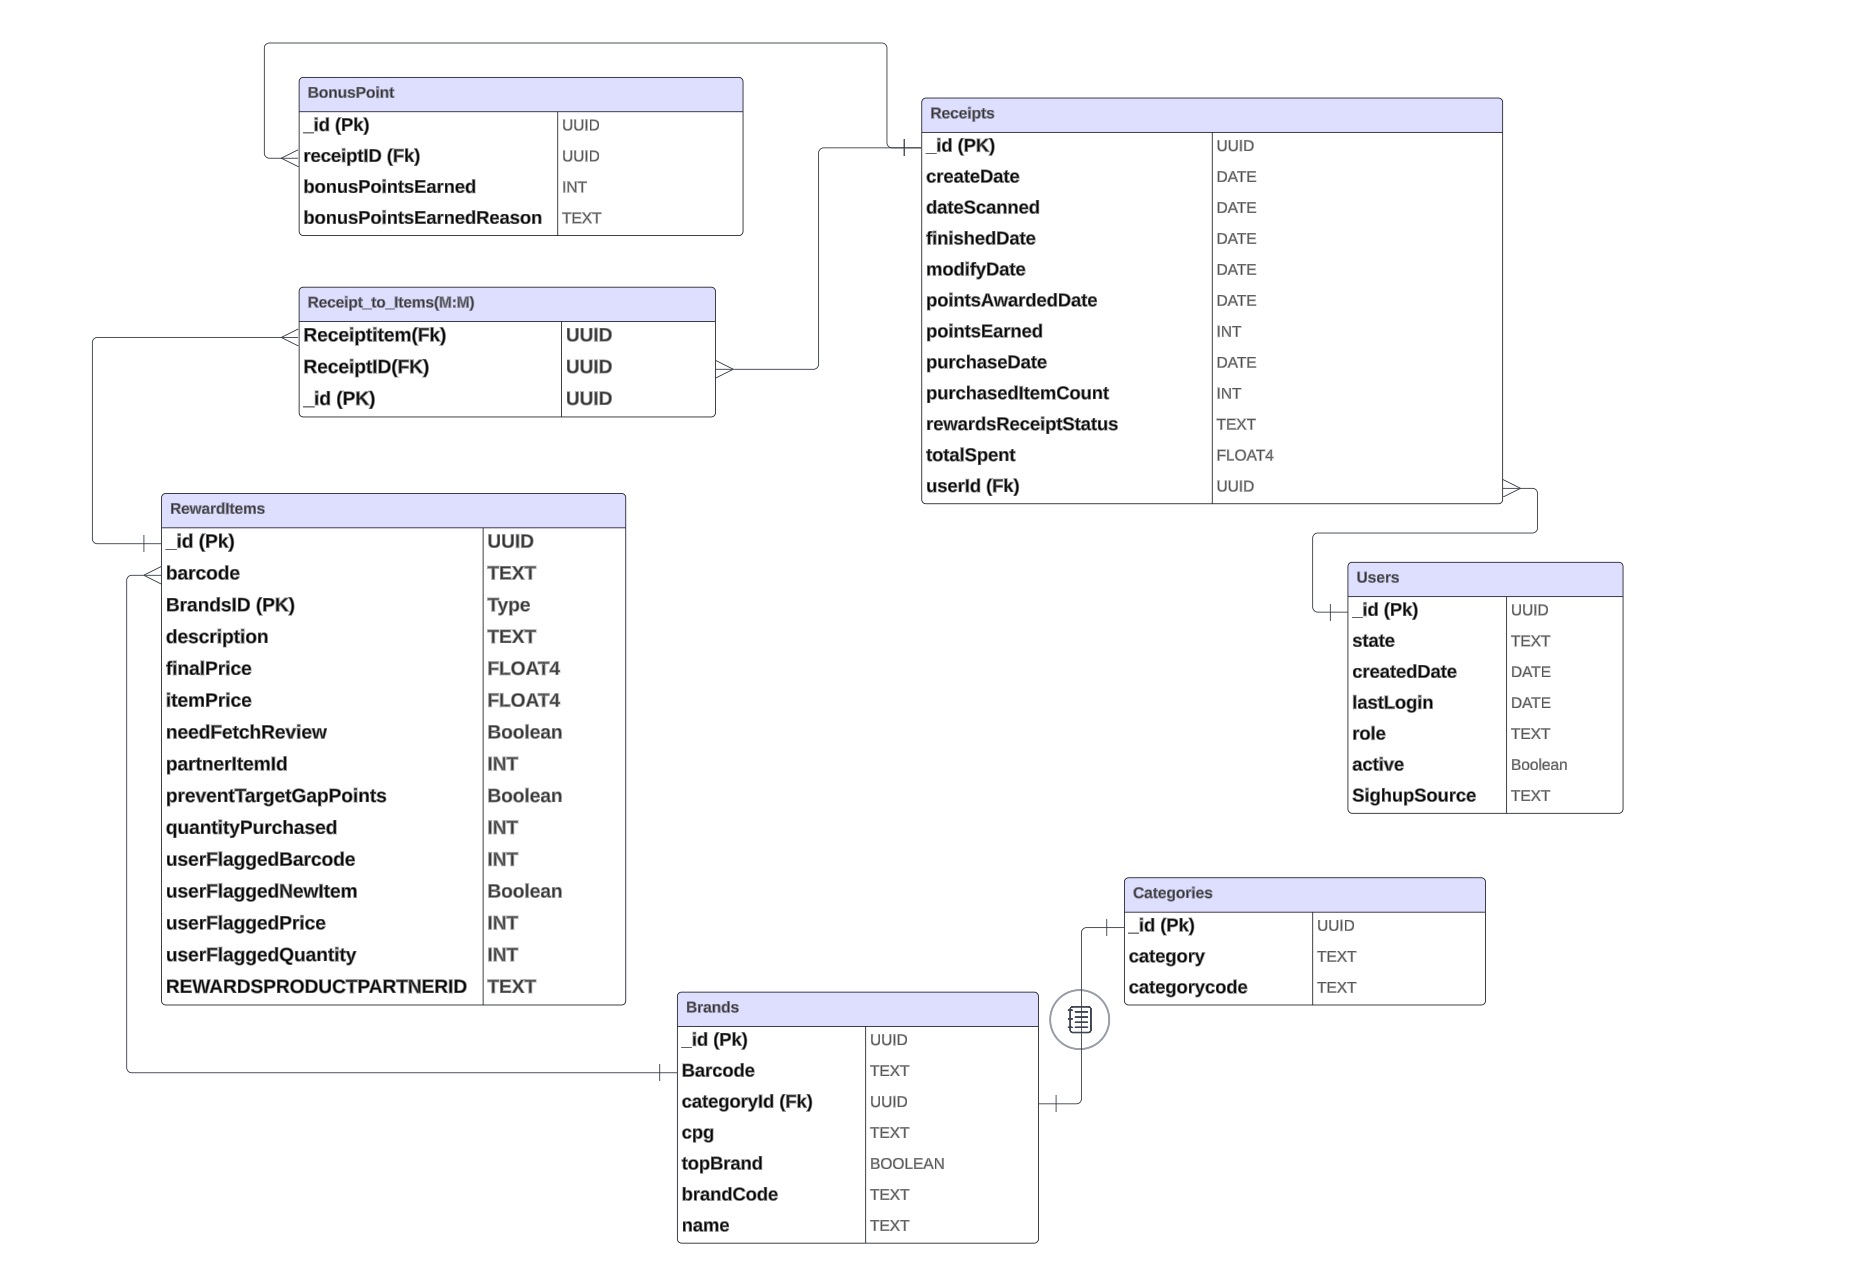 BonusPoint
_id (Pk) UUID
receiptID (Fk) UUID
bonusPointsEarned INT
bonusPointsEarnedReason TEXT
Receipts
_id (PK) UUID
createDate DATE
dateScanned DATE
finishedDate DATE
modifyDate DATE
pointsAwardedDate DATE
pointsEarned INT
purchaseDate DATE
purchasedItemCount INT
rewardsReceiptStatus TEXT
totalSpent FLOAT4
userId (Fk) UUID
Receipt_to_Items(M:M)
Receiptitem(Fk) UUID
ReceiptID(FK) UUID
_id (PK) UUID
RewardItems
_id (Pk) UUID
barcode TEXT
BrandsID (PK) Type
description TEXT
finalPrice FLOAT4
itemPrice FLOAT4
needFetchReview Boolean
partnerItemId INT
preventTargetGapPoints Boolean
quantityPurchased INT
userFlaggedBarcode INT
userFlaggedNewItem Boolean
userFlaggedPrice INT
userFlaggedQuantity INT
REWARDSPRODUCTPARTNERID TEXT
Users
_id (Pk) UUID
state TEXT
createdDate DATE
lastLogin DATE
role TEXT
active Boolean
SighupSource TEXT
Categories
_id (Pk) UUID
category TEXT
categorycode TEXT
Brands
_id (Pk) UUID
Barcode TEXT
categoryId (Fk) UUID
cpg TEXT
topBrand BOOLEAN
brandCode TEXT
name TEXT